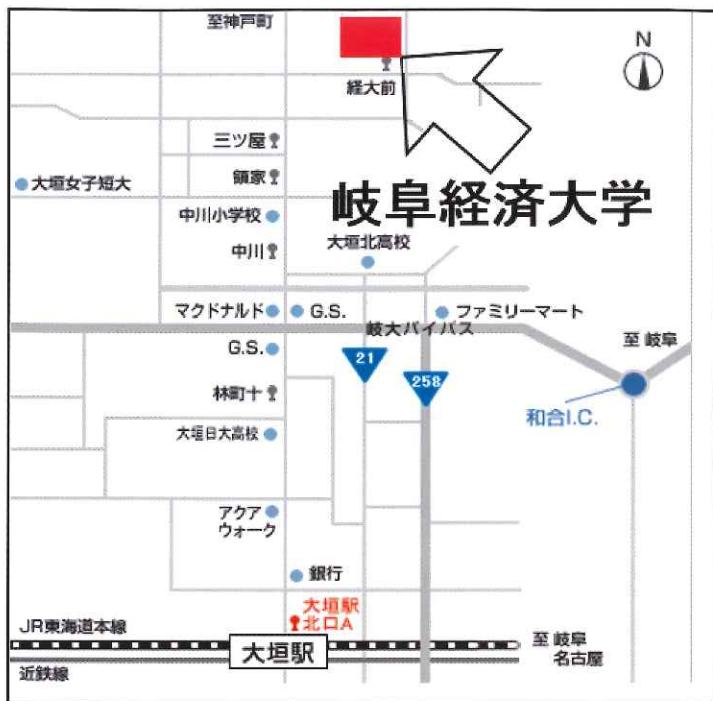 至神戸町
N
経大前
三ツ屋
領家
大垣女子短大
岐阜経済大学
中川小学校
大垣北高校
中川
マクドナルド
G.S.
ファミリーマート
岐大バイパス
至 岐阜
G.S.
21
258
林町十
和合I.C.
大垣日大高校
アクア
ウォーク
銀行
大垣駅
北口A
JR東海道本線
大垣駅
至 岐阜
名古屋
近鉄線